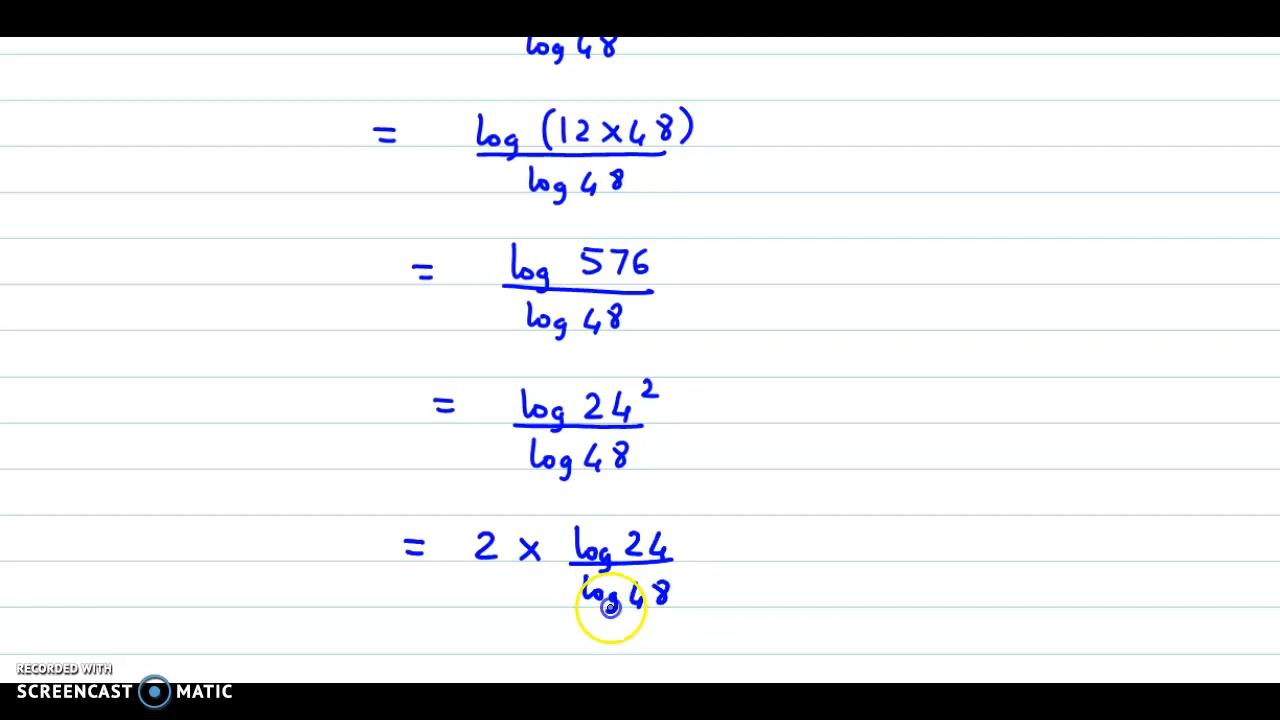 log 48
= log (12 × 48)
log 48
= log 576
log 48
= log 24²
log 48
= 2 × log 24
log 48
RECORDED WITH
SCREENCAST MATIC